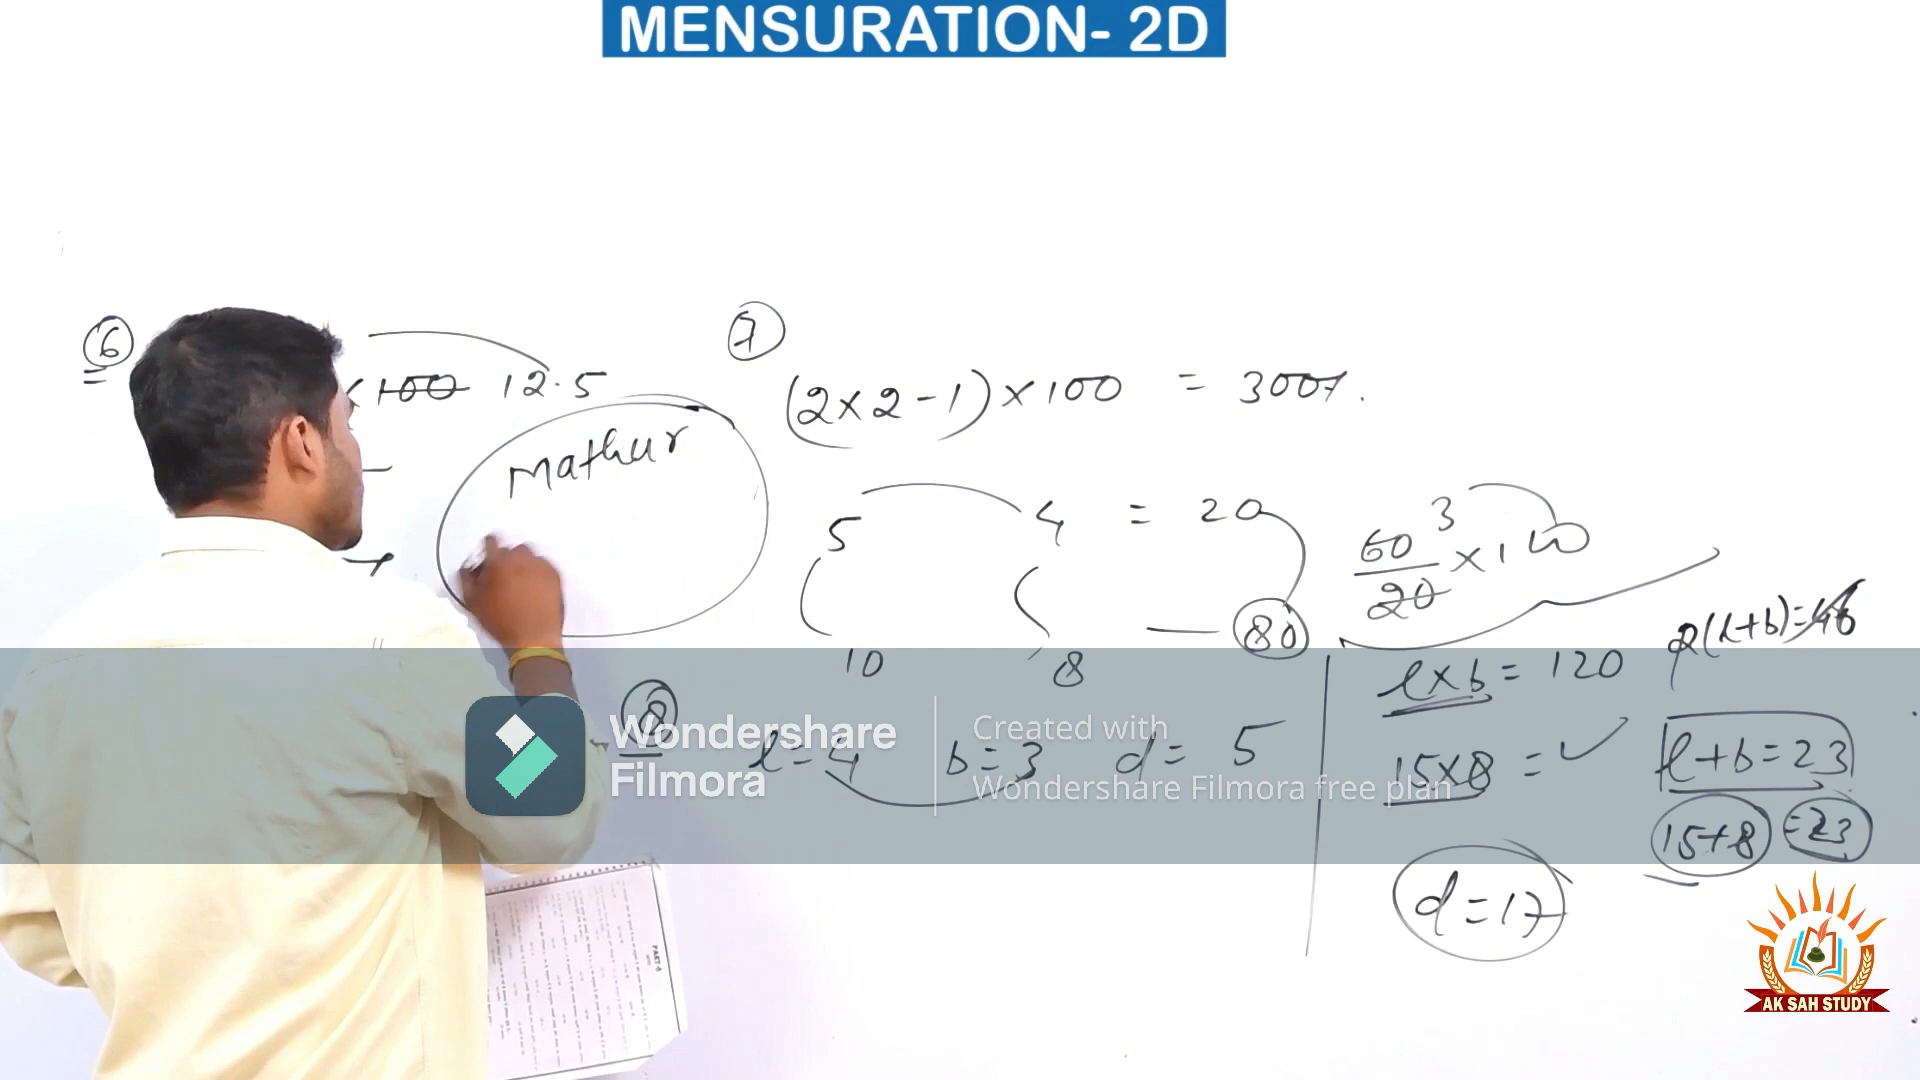 MENSURATION- 2D
6
×100 12.5
Mathur
7
(2×2-1)×100 = 300%.
5 4 = 20
10 8 80
60 3
20 ×100
2(l+b)=46
l×b = 120
l+b=23
15×8 =
15+8 =23
d=17
8
l=4 b=3 d= 5
Wondershare
Filmora
Created with
Wondershare Filmora free plan
AK SAH STUDY